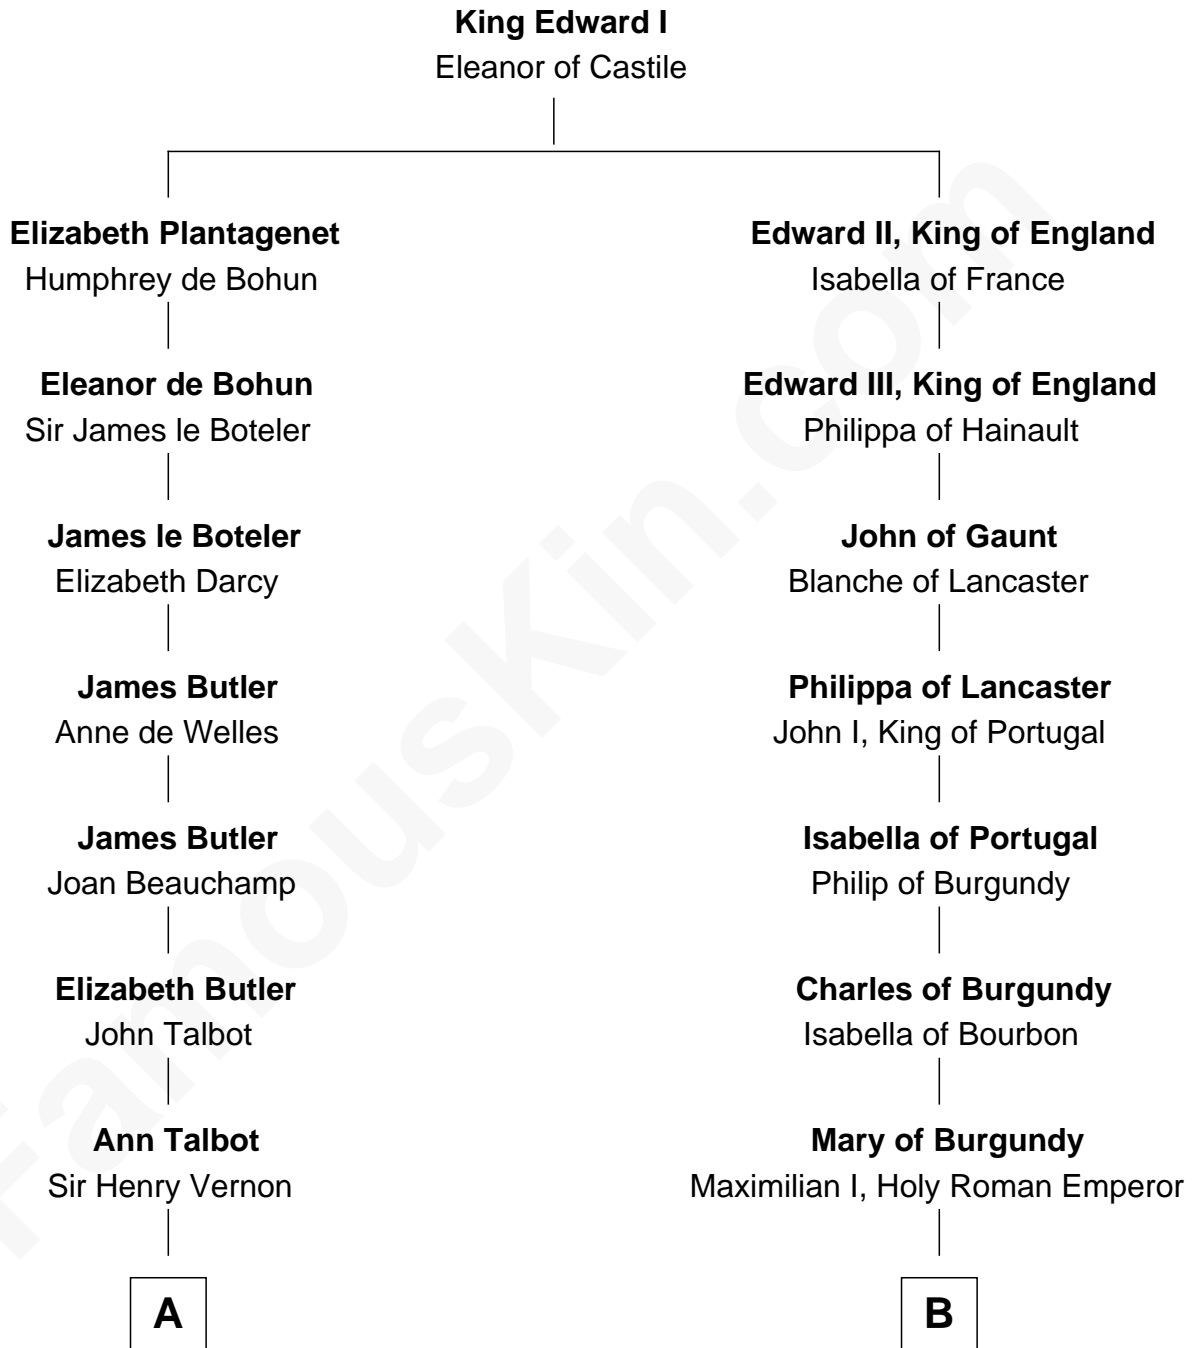 King Edward I
Eleanor of Castile
Elizabeth Plantagenet
Humphrey de Bohun
Eleanor de Bohun
Sir James le Boteler
James le Boteler
Elizabeth Darcy
James Butler
Anne de Welles
James Butler
Joan Beauchamp
Elizabeth Butler
John Talbot
Ann Talbot
Sir Henry Vernon
A
Edward II, King of England
Isabella of France
Edward III, King of England
Philippa of Hainault
John of Gaunt
Blanche of Lancaster
Philippa of Lancaster
John I, King of Portugal
Isabella of Portugal
Philip of Burgundy
Charles of Burgundy
Isabella of Bourbon
Mary of Burgundy
Maximilian I, Holy Roman Emperor
B
FamousKin.com